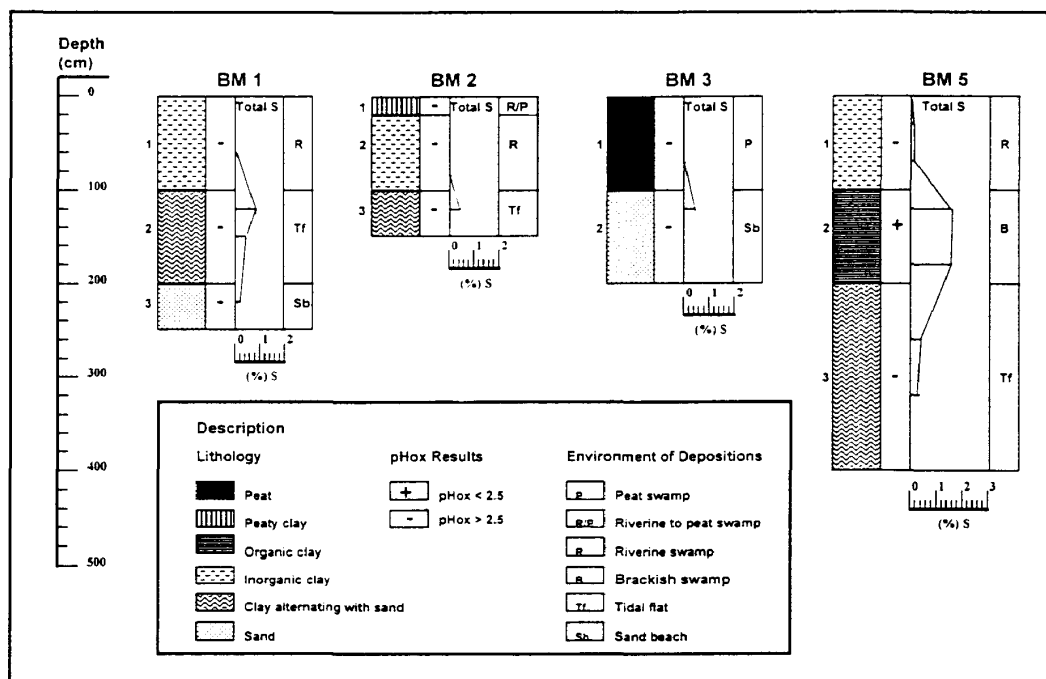 Depth
(cm)
0
100
200
300
400
500
BM 1
Total S
1 - R
2 - Tf
3 - Sb
0 1 2
(%) S
BM 2
Total S
1 - R/P
2 - R
3 - Tf
0 1 2
(%) S
BM 3
Total S
1 - P
2 - Sb
0 1 2
(%) S
BM 5
Total S
1 - R
2 + B
3 - Tf
0 1 2 3
(%) S
Description
Lithology
Peat
Peaty clay
Organic clay
Inorganic clay
Clay alternating with sand
Sand
pHox Results
+ pHox < 2.5
- pHox > 2.5
Environment of Depositions
P Peat swamp
R/P Riverine to peat swamp
R Riverine swamp
B Brackish swamp
Tf. Tidal flat
Sb. Sand beach